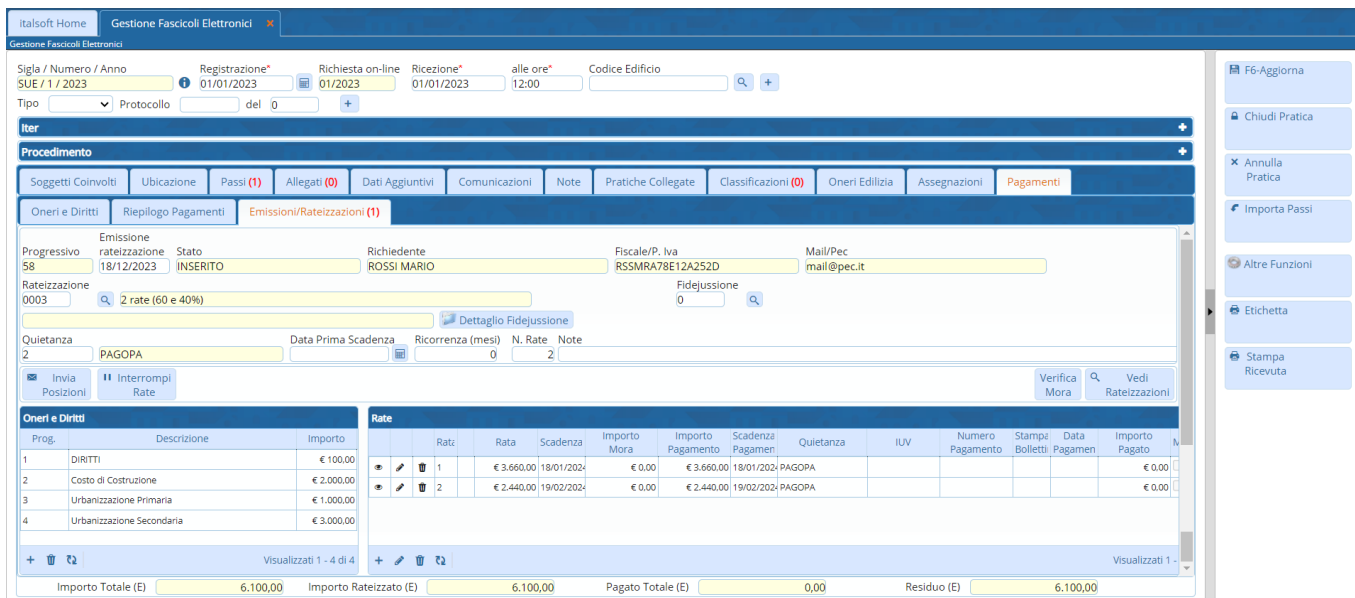 italsoft Home
Gestione Fascicoli Elettronici ×
Gestione Fascicoli Elettronici
Sigla / Numero / Anno Registrazione* Richiesta on-line Ricezione* alle ore* Codice Edificio
SUE / 1 / 2023 01/01/2023 01/2023 01/01/2023 12:00
Tipo Protocollo del 0
Iter
Procedimento
Soggetti Coinvolti Ubicazione Passi (1) Allegati (0) Dati Aggiuntivi Comunicazioni Note Pratiche Collegate Classificazioni (0) Oneri Edilizia Assegnazioni Pagamenti
Oneri e Diritti Riepilogo Pagamenti Emissioni/Rateizzazioni (1)
Progressivo Emissione rateizzazione Stato Richiedente Fiscale/P. Iva Mail/Pec
58 18/12/2023 INSERITO ROSSI MARIO RSSMRA78E12A252D mail@pec.it
Rateizzazione Fidejussione
0003 2 rate (60 e 40%) 0
Dettaglio Fidejussione
Quietanza Data Prima Scadenza Ricorrenza (mesi) N. Rate Note
2 PAGOPA 0 2
Invia Posizioni
Interrompi Rate
Verifica Mora
Vedi Rateizzazioni
Oneri e Diritti
Prog. Descrizione Importo
1 DIRITTI € 100,00
2 Costo di Costruzione € 2.000,00
3 Urbanizzazione Primaria € 1.000,00
4 Urbanizzazione Secondaria € 3.000,00
Visualizzati 1 - 4 di 4
Rate
Rata Rata Scadenza Importo Mora Importo Pagamento Scadenza Pagamen Quietanza IUV Numero Pagamento Stampa Bolletti Data Pagamen Importo Pagato M
1 € 3.660,00 18/01/2024 € 0,00 € 3.660,00 18/01/2024 PAGOPA € 0,00
2 € 2.440,00 19/02/2024 € 0,00 € 2.440,00 19/02/2024 PAGOPA € 0,00
Visualizzati 1 -
Importo Totale (E) 6.100,00 Importo Rateizzato (E) 6.100,00 Pagato Totale (E) 0,00 Residuo (E) 6.100,00
F6-Aggiorna
Chiudi Pratica
Annulla
Pratica
Importa Passi
Altre Funzioni
Etichetta
Stampa
Ricevuta